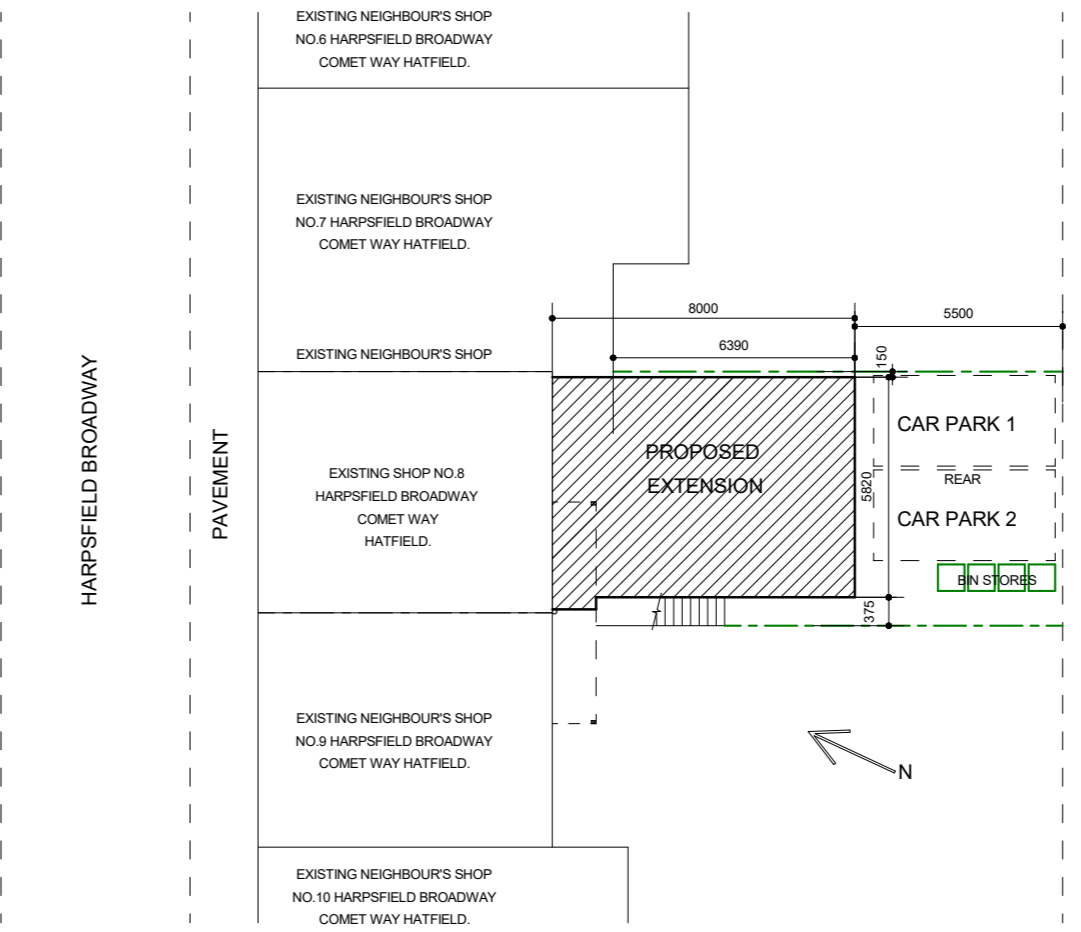 EXISTING NEIGHBOUR'S SHOP
NO.6 HARPSFIELD BROADWAY
COMET WAY HATFIELD.
EXISTING NEIGHBOUR'S SHOP
NO.7 HARPSFIELD BROADWAY
COMET WAY HATFIELD.
8000
5500
6390
150
EXISTING NEIGHBOUR'S SHOP
HARPSFIELD BROADWAY
PAVEMENT
EXISTING SHOP NO.8
HARPSFIELD BROADWAY
COMET WAY
HATFIELD.
PROPOSED
EXTENSION
5820
CAR PARK 1
REAR
CAR PARK 2
BIN STORES
375
EXISTING NEIGHBOUR'S SHOP
NO.9 HARPSFIELD BROADWAY
COMET WAY HATFIELD.
N
EXISTING NEIGHBOUR'S SHOP
NO.10 HARPSFIELD BROADWAY
COMET WAY HATFIELD.